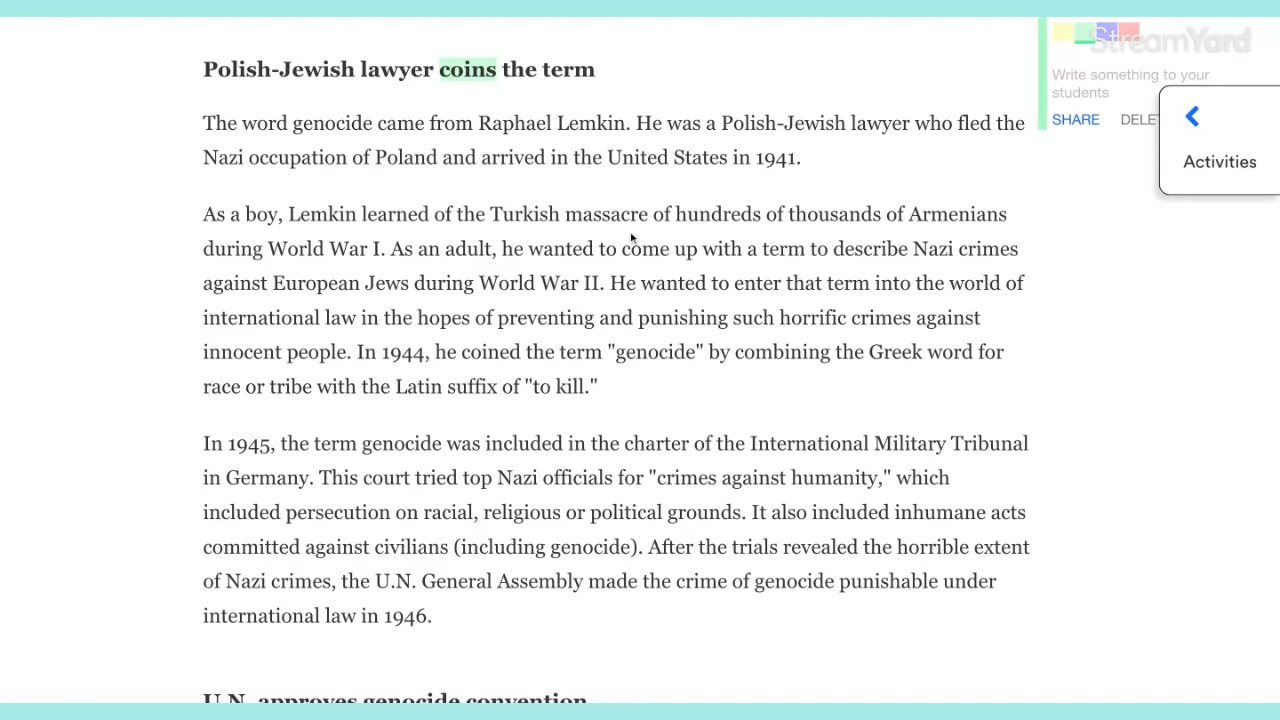 Polish-Jewish lawyer coins the term
StreamYard
Write something to your
students
SHARE DELET
Activities
The word genocide came from Raphael Lemkin. He was a Polish-Jewish lawyer who fled the
Nazi occupation of Poland and arrived in the United States in 1941.
As a boy, Lemkin learned of the Turkish massacre of hundreds of thousands of Armenians
during World War I. As an adult, he wanted to come up with a term to describe Nazi crimes
against European Jews during World War II. He wanted to enter that term into the world of
international law in the hopes of preventing and punishing such horrific crimes against
innocent people. In 1944, he coined the term "genocide" by combining the Greek word for
race or tribe with the Latin suffix of "to kill."
In 1945, the term genocide was included in the charter of the International Military Tribunal
in Germany. This court tried top Nazi officials for "crimes against humanity," which
included persecution on racial, religious or political grounds. It also included inhumane acts
committed against civilians (including genocide). After the trials revealed the horrible extent
of Nazi crimes, the U.N. General Assembly made the crime of genocide punishable under
international law in 1946.
U.N. approves genocide convention